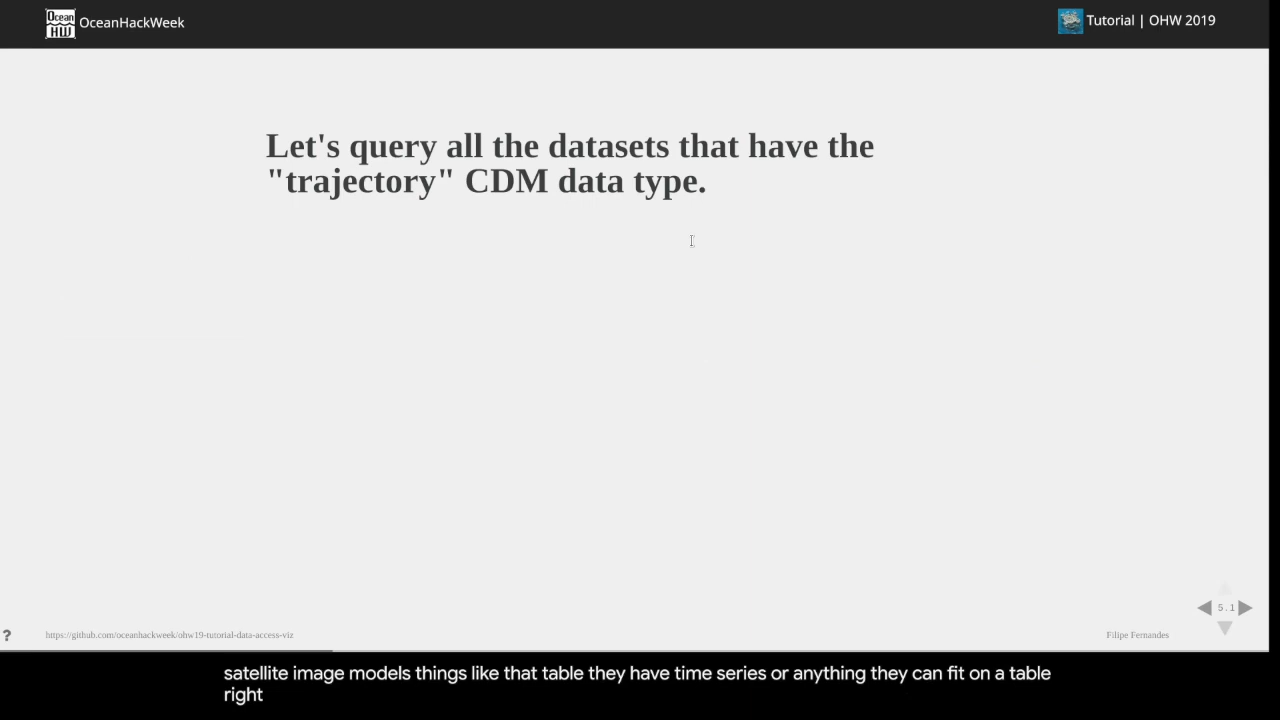 Ocean
HW
OceanHackWeek
Tutorial | OHW 2019
Let's query all the datasets that have the
"trajectory" CDM data type.
5.1
?
https://github.com/oceanhackweek/ohw19-tutorial-data-access-viz
Filipe Fernandes
satellite image models things like that table they have time series or anything they can fit on a table
right